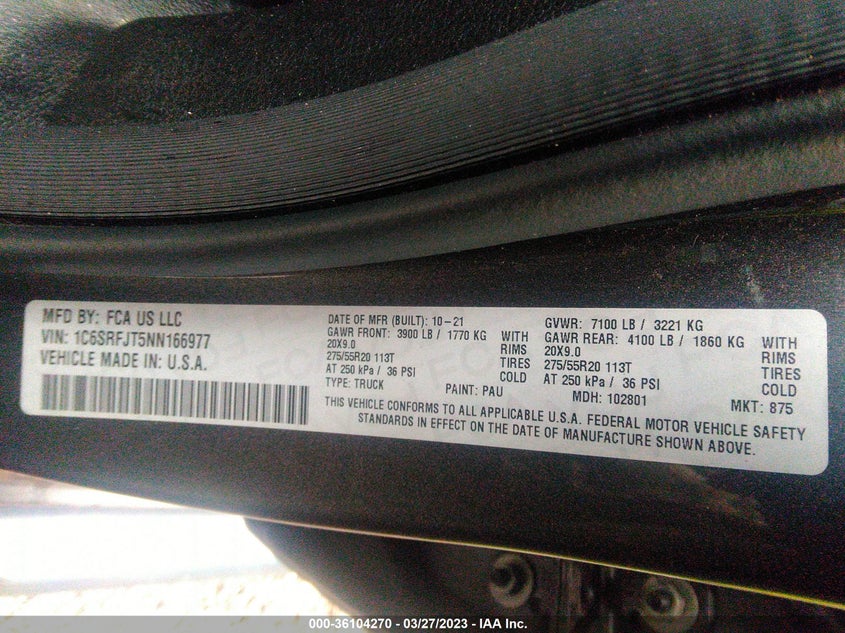 MFD BY: FCA US LLC
VIN: 1C6SRFJT5NN166977
VEHICLE MADE IN: U.S.A.
DATE OF MFR (BUILT): 10-21
GAWR FRONT: 3900 LB / 1770 KG WITH
20X9.0 RIMS
275/55R20 113T TIRES
AT 250 kPa / 36 PSI COLD
TYPE: TRUCK PAINT: PAU
GVWR: 7100 LB / 3221 KG
GAWR REAR: 4100 LB / 1860 KG WITH
20X9.0 RIMS
275/55R20 113T TIRES
AT 250 kPa / 36 PSI COLD
MDH: 102801 MKT: 875
THIS VEHICLE CONFORMS TO ALL APPLICABLE U.S.A. FEDERAL MOTOR VEHICLE SAFETY
STANDARDS IN EFFECT ON THE DATE OF MANUFACTURE SHOWN ABOVE.
000-36104270 - 03/27/2023 - IAA Inc.